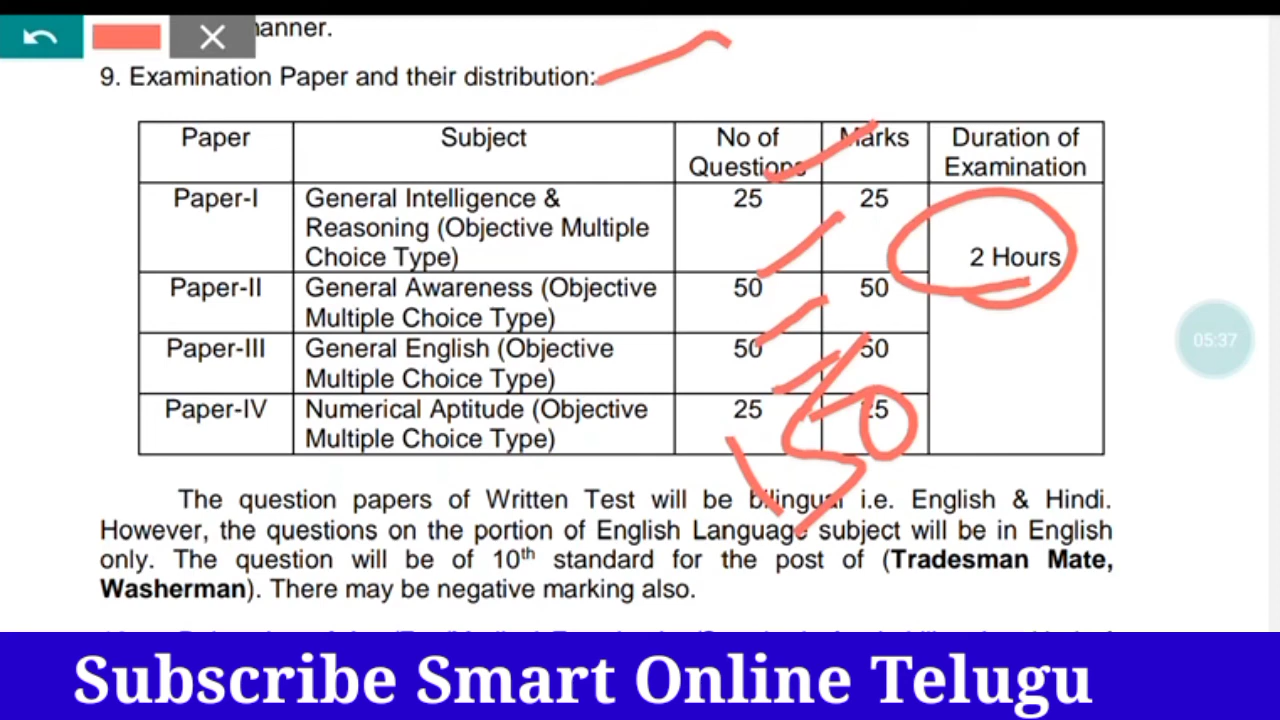 anner.
9. Examination Paper and their distribution:
Paper Subject No of Questions Marks Duration of Examination
Paper-I General Intelligence & Reasoning (Objective Multiple Choice Type) 25 25 2 Hours
Paper-II General Awareness (Objective Multiple Choice Type) 50 50
Paper-III General English (Objective Multiple Choice Type) 50 50
Paper-IV Numerical Aptitude (Objective Multiple Choice Type) 25 25
150
The question papers of Written Test will be bilingual i.e. English & Hindi.
However, the questions on the portion of English Language subject will be in English
only. The question will be of 10th standard for the post of (Tradesman Mate,
Washerman). There may be negative marking also.
05:37
Subscribe Smart Online Telugu